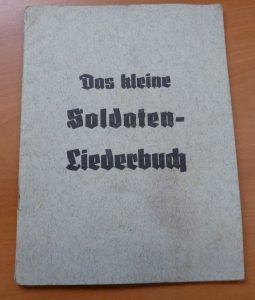 Das kleine
Soldaten-
Liederbuch